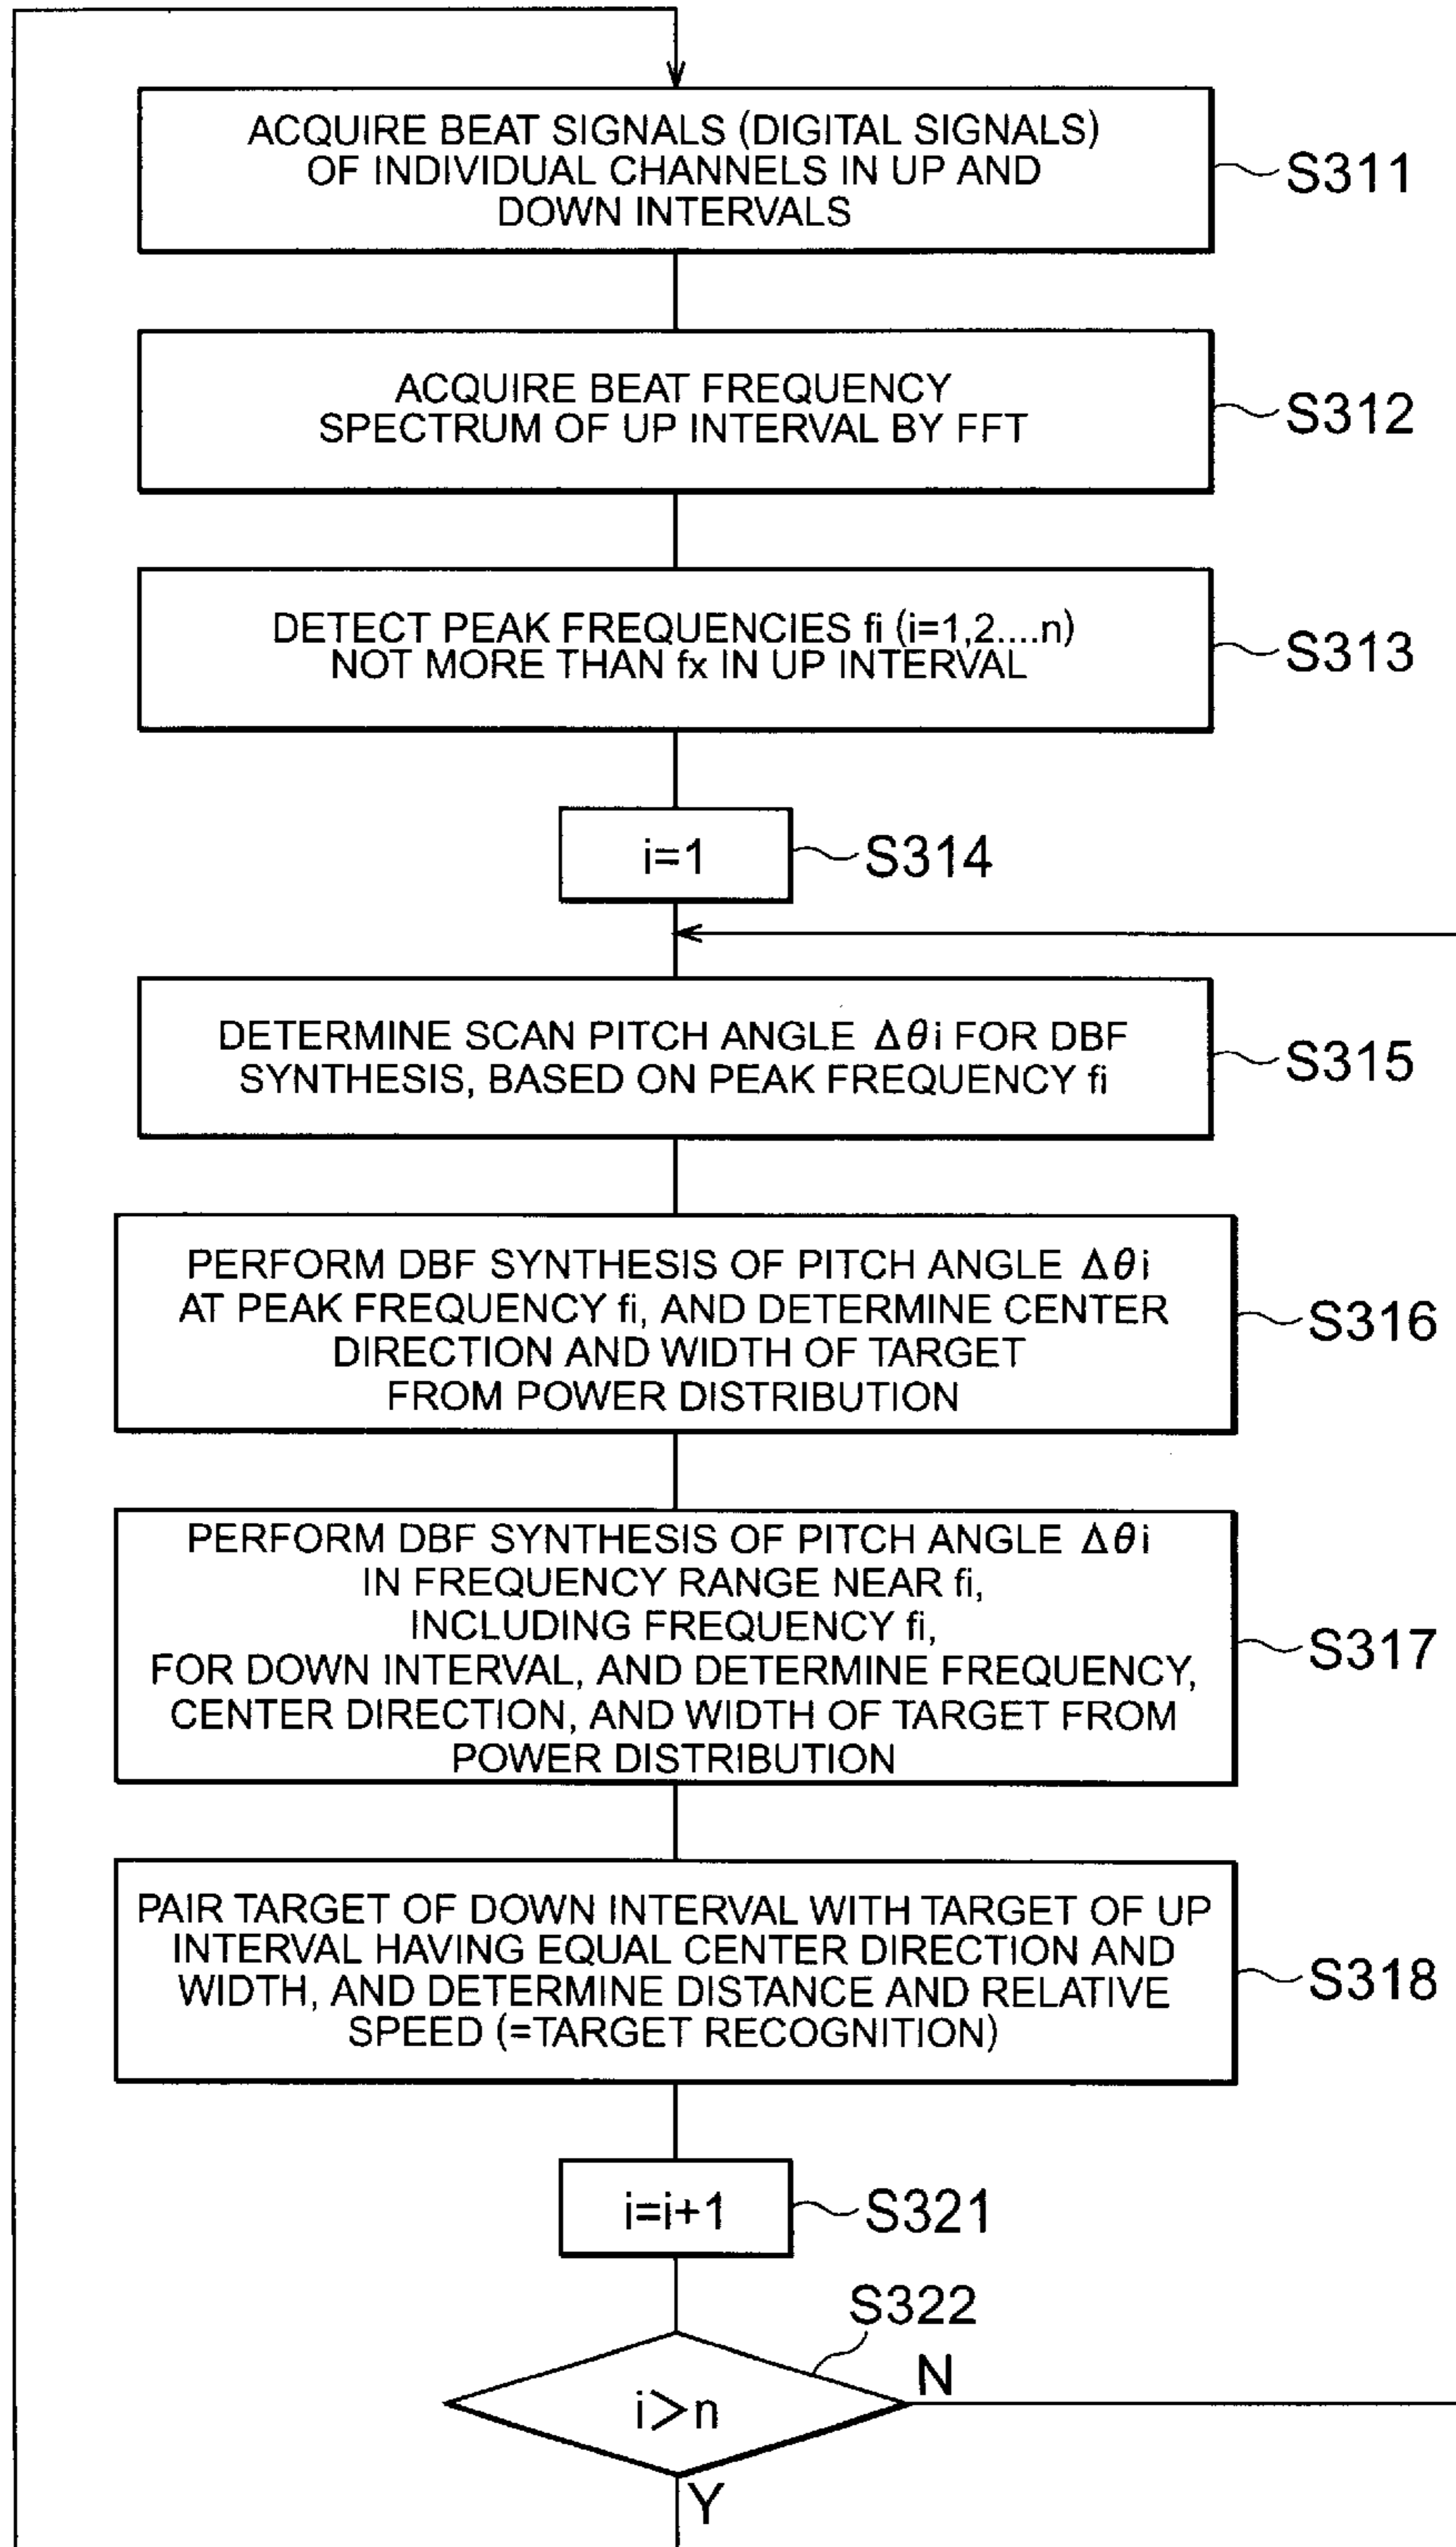 ACQUIRE BEAT SIGNALS (DIGITAL SIGNALS)
OF INDIVIDUAL CHANNELS IN UP AND
DOWN INTERVALS
S311
ACQUIRE BEAT FREQUENCY
SPECTRUM OF UP INTERVAL BY FFT
S312
DETECT PEAK FREQUENCIES fi (i=1,2....n)
NOT MORE THAN fx IN UP INTERVAL
S313
i=1
S314
DETERMINE SCAN PITCH ANGLE Δθi FOR DBF
SYNTHESIS, BASED ON PEAK FREQUENCY fi
S315
PERFORM DBF SYNTHESIS OF PITCH ANGLE Δθi
AT PEAK FREQUENCY fi, AND DETERMINE CENTER
DIRECTION AND WIDTH OF TARGET
FROM POWER DISTRIBUTION
S316
PERFORM DBF SYNTHESIS OF PITCH ANGLE Δθi
IN FREQUENCY RANGE NEAR fi,
INCLUDING FREQUENCY fi,
FOR DOWN INTERVAL, AND DETERMINE FREQUENCY,
CENTER DIRECTION, AND WIDTH OF TARGET FROM
POWER DISTRIBUTION
S317
PAIR TARGET OF DOWN INTERVAL WITH TARGET OF UP
INTERVAL HAVING EQUAL CENTER DIRECTION AND
WIDTH, AND DETERMINE DISTANCE AND RELATIVE
SPEED (=TARGET RECOGNITION)
S318
i=i+1
S321
S322
i>n
N
Y